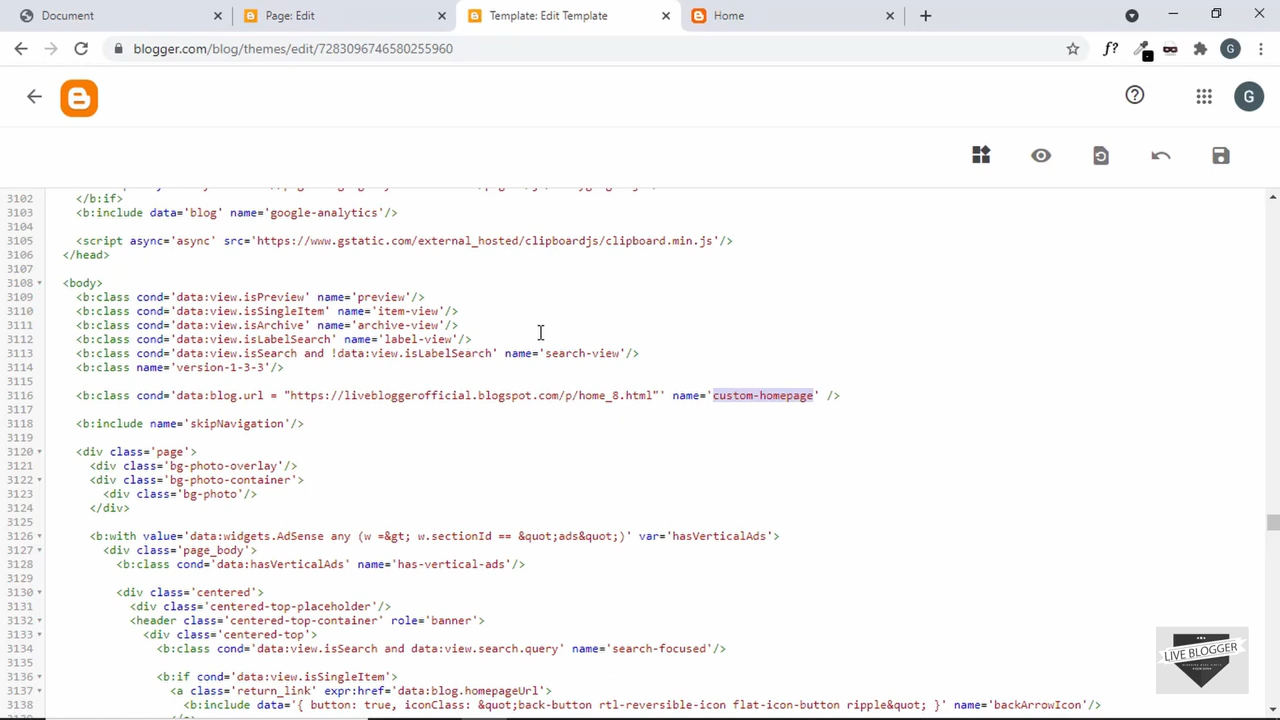 Document
Page: Edit
Template: Edit Template
Home
blogger.com/blog/themes/edit/7283096746580255960
f?
G
G
3102 </b:if>
3103 <b:include data='blog' name='google-analytics'/>
3104
3105 <script async='async' src='https://www.gstatic.com/external_hosted/clipboardjs/clipboard.min.js'/>
3106 </head>
3107
3108 <body>
3109 <b:class cond='data:view.isPreview' name='preview'/>
3110 <b:class cond='data:view.isSingleItem' name='item-view'/>
3111 <b:class cond='data:view.isArchive' name='archive-view'/>
3112 <b:class cond='data:view.isLabelSearch' name='label-view'/>
3113 <b:class cond='data:view.isSearch and !data:view.isLabelSearch' name='search-view'/>
3114 <b:class name='version-1-3-3'/>
3115
3116 <b:class cond='data:blog.url = "https://livebloggerofficial.blogspot.com/p/home_8.html"' name='custom-homepage' />
3117
3118 <b:include name='skipNavigation'/>
3119
3120 <div class='page'>
3121 <div class='bg-photo-overlay'/>
3122 <div class='bg-photo-container'>
3123 <div class='bg-photo'/>
3124 </div>
3125
3126 <b:with value='data:widgets.AdSense any (w =&gt; w.sectionId == &quot;ads&quot;)' var='hasVerticalAds'>
3127 <div class='page_body'>
3128 <b:class cond='data:hasVerticalAds' name='has-vertical-ads'/>
3129
3130 <div class='centered'>
3131 <div class='centered-top-placeholder'/>
3132 <header class='centered-top-container' role='banner'>
3133 <div class='centered-top'>
3134 <b:class cond='data:view.isSearch and data:view.search.query' name='search-focused'/>
3135
3136 <b:if cond='data:view.isSingleItem'>
3137 <a class='return_link' expr:href='data:blog.homepageUrl'>
3138 <b:include data='{ button: true, iconClass: &quot;back-button rtl-reversible-icon flat-icon-button ripple&quot; }' name='backArrowIcon'/>
LIVE BLOGGER